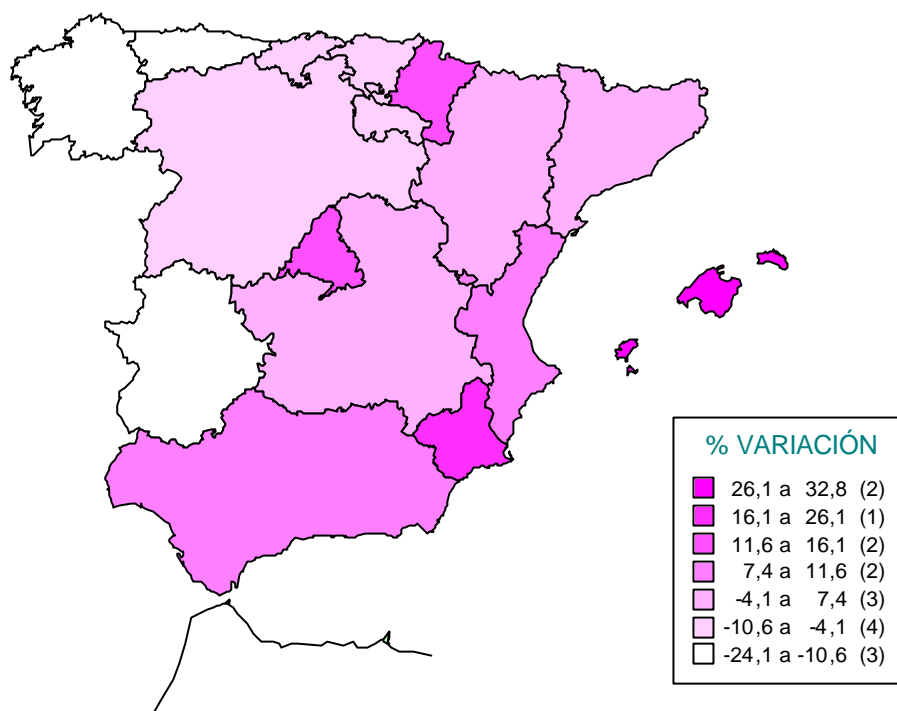 % VARIACIÓN
26,1 a 32,8 (2)
16,1 a 26,1 (1)
11,6 a 16,1 (2)
7,4 a 11,6 (2)
-4,1 a 7,4 (3)
-10,6 a -4,1 (4)
-24,1 a -10,6 (3)